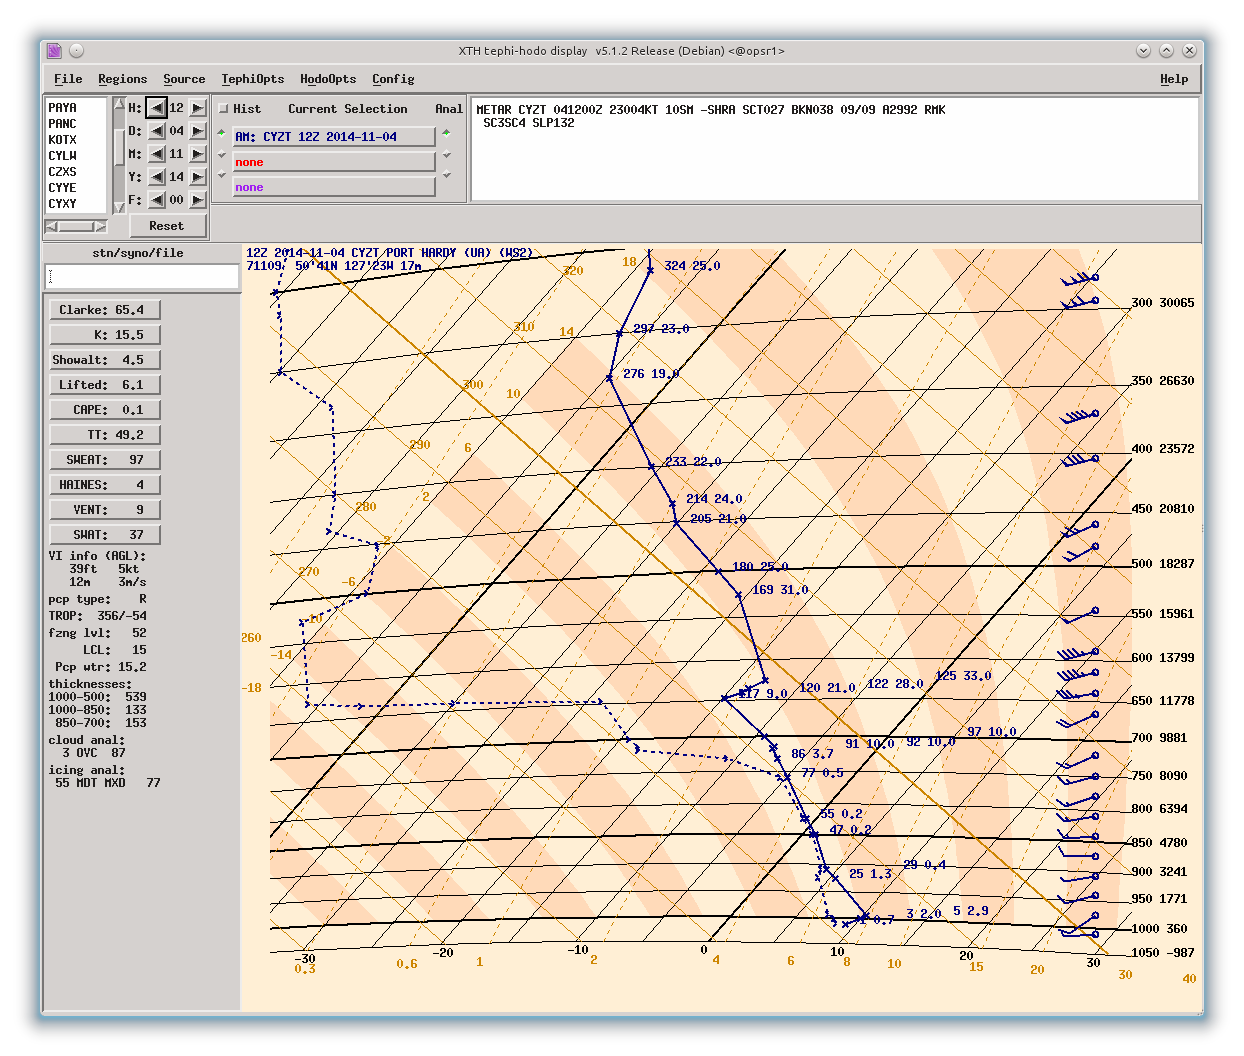 XTH tephi-hodo display v5.1.2 Release (Debian) <@opsr1>
File Regions Source TephiOpts HodoOpts Config Help
PAYA
PANC
KOTX
CYLW
CZXS
CYYE
CYXY
H: 12
D: 04
M: 11
Y: 14
F: 00
Reset
Hist Current Selection Anal
AM: CYZT 12Z 2014-11-04
none
none
METAR CYZT 041200Z 23004KT 10SM -SHRA SCT027 BKN038 09/09 A2992 RMK
SC3SC4 SLP132
stn/syno/file
Clarke: 65.4
K: 15.5
Showalt: 4.5
Lifted: 6.1
CAPE: 0.1
TT: 49.2
SWEAT: 97
HAINES: 4
VENT: 9
SWAT: 37
VI info (AGL):
39ft 5kt
12m 3m/s
pcp type: R
TROP: 356/-54
fzng lvl: 52
LCL: 15
Pcp wtr: 15.2
thicknesses:
1000-500: 539
1000-850: 133
850-700: 153
cloud anal:
3 OVC 87
icing anal:
55 MDT MXD 77
12Z 2014-11-04 CYZT PORT HARDY (UA) (WS2)
71109 50'41N 127'23W 17m
320 18 324 25.0
300 30065
310 14 297 23.0
276 19.0
350 26630
300 10
290 6
400 23572
233 22.0
2 214 24.0
280 205 21.0
450 20810
-2
270 -6 180 25.0
500 18287
169 31.0
-10
550 15961
260
-14
600 13799
-18
117 9.0 120 21.0 122 28.0 125 33.0
650 11778
91 10.0 92 10.0 97 10.0
700 9881
86 3.7
77 0.5
750 8090
55 0.2
800 6394
47 0.2
850 4780
29 0.4
25 1.3
900 3241
950 1771
0.7 3 2.0 5 2.9
1000 360
-30 -20 -10 0 10 20 30
1050 -987
0.3 0.6 1 2 4 6 8 10 15 20 30 40